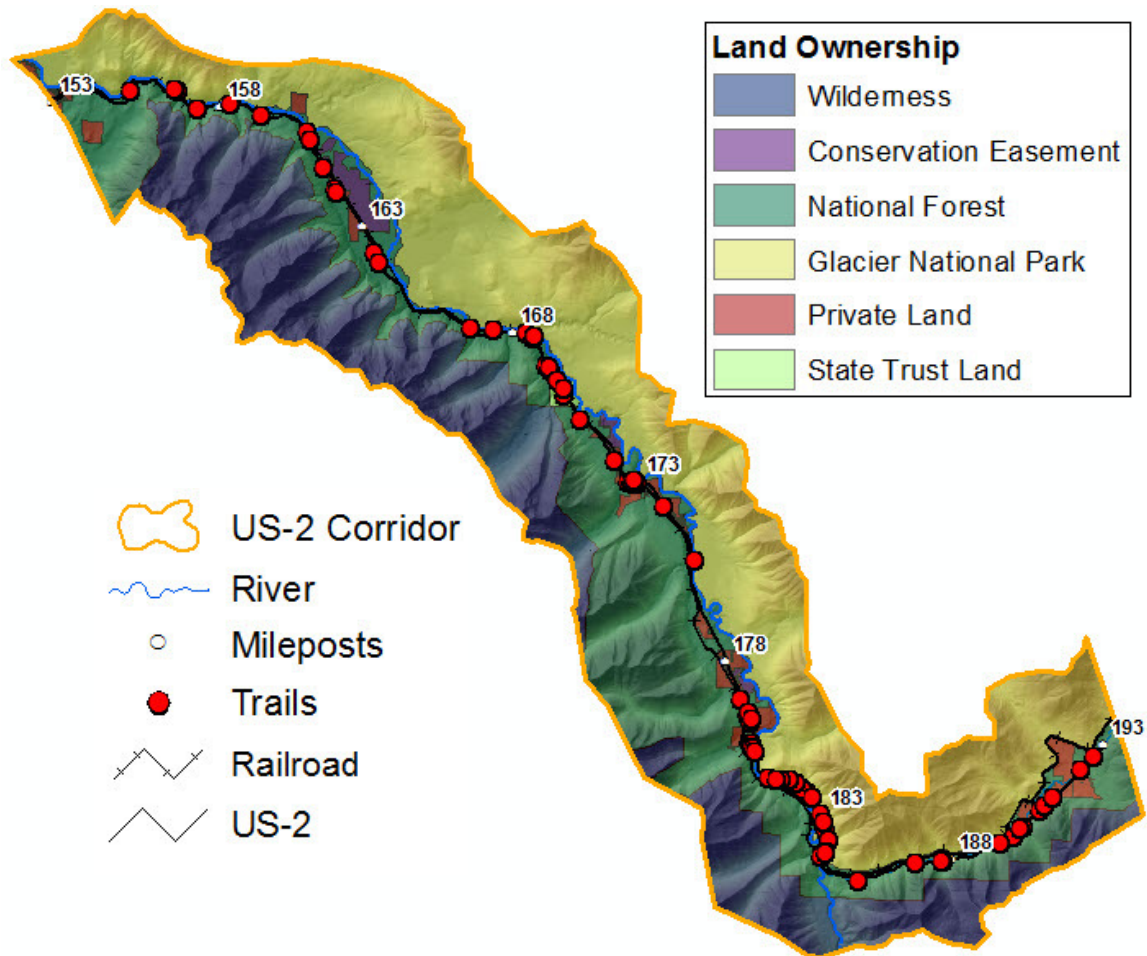 Land Ownership
Wilderness
Conservation Easement
National Forest
Glacier National Park
Private Land
State Trust Land
153
158
163
168
173
178
183
188
193
US-2 Corridor
River
Mileposts
Trails
Railroad
US-2